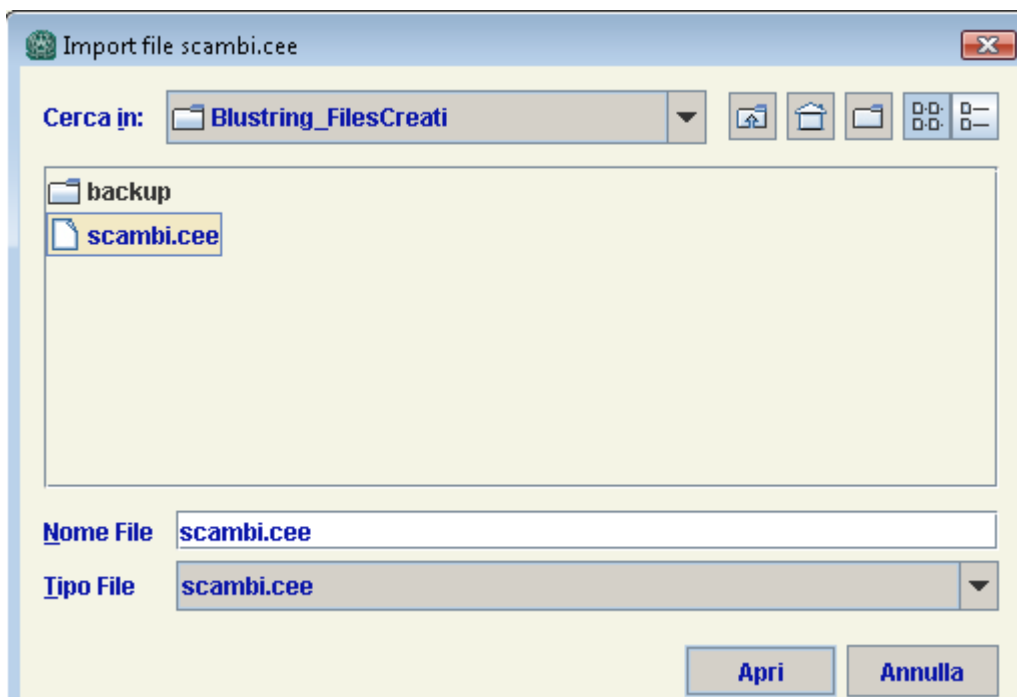 Import file scambi.cee
Cerca in: Blustring_FilesCreati
backup
scambi.cee
Nome File scambi.cee
Tipo File scambi.cee
Apri Annulla